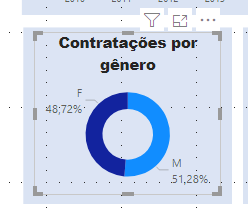 Contratações por
gênero
F
48,72%
M
51,28%